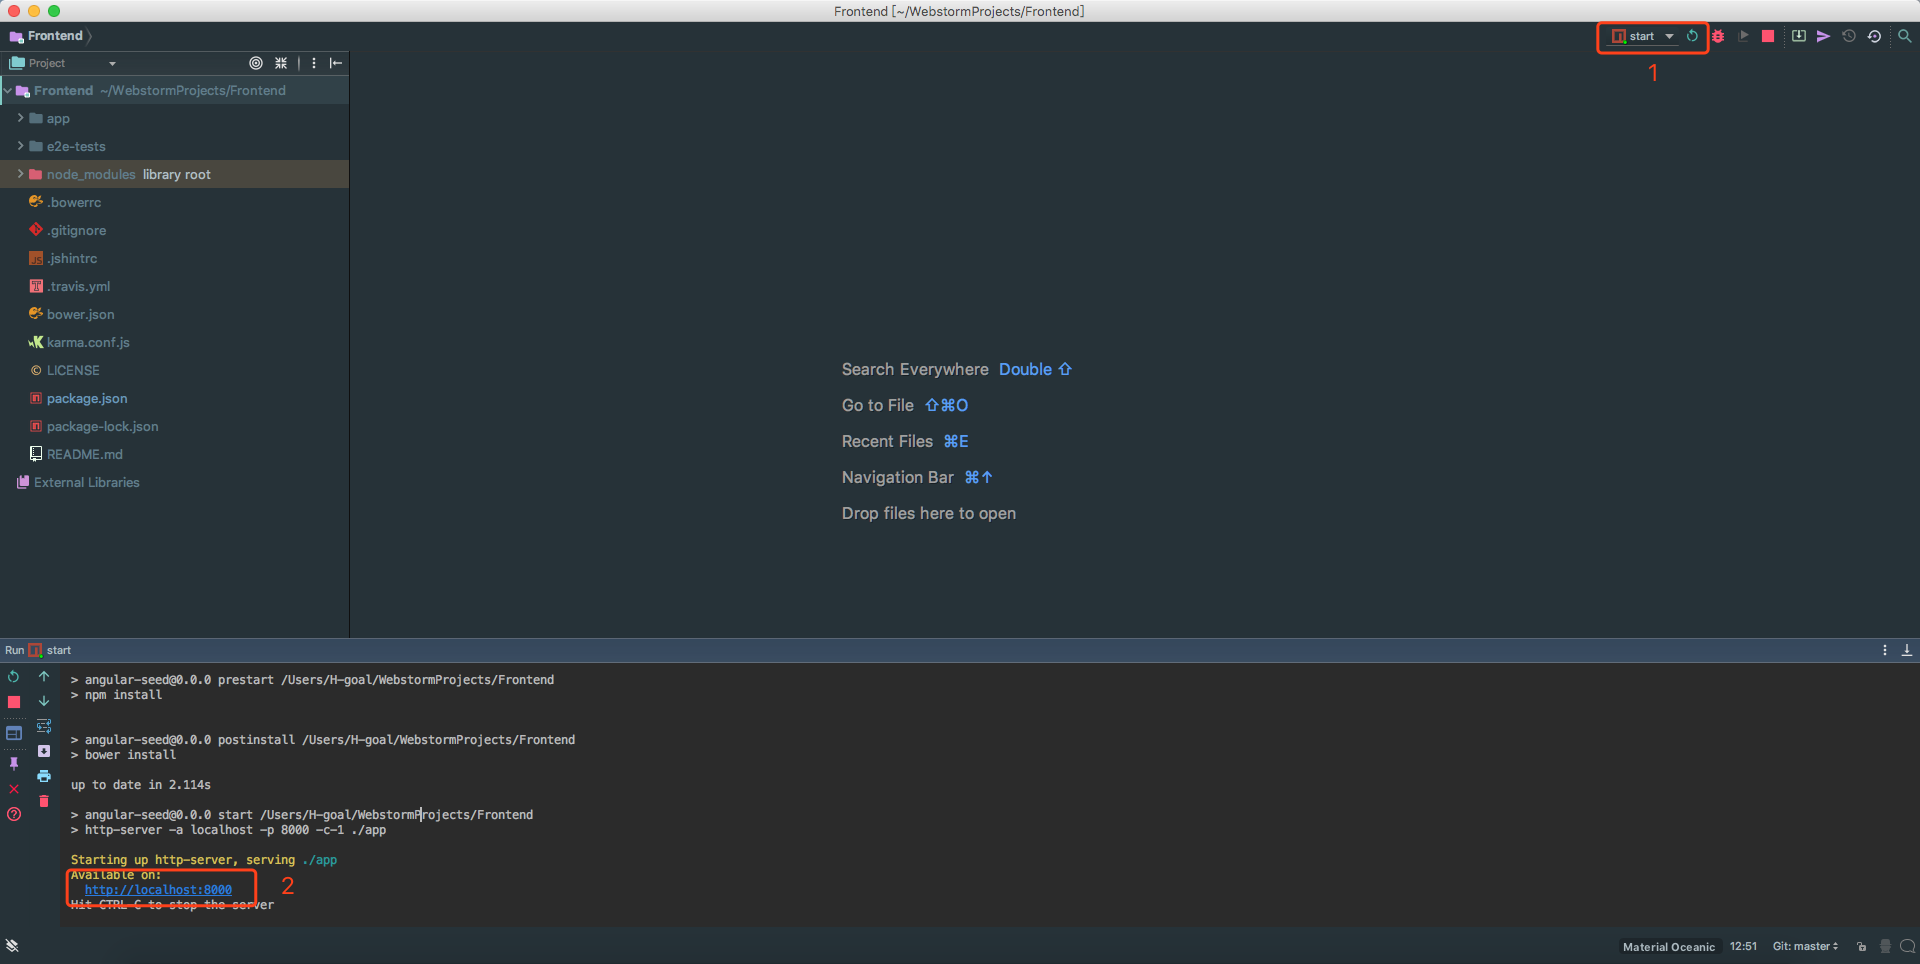 Frontend [~/WebstormProjects/Frontend]
Frontend
start
1
Project
Frontend ~/WebstormProjects/Frontend
app
e2e-tests
node_modules library root
.bowerrc
.gitignore
.jshintrc
.travis.yml
bower.json
karma.conf.js
LICENSE
package.json
package-lock.json
README.md
External Libraries
Search Everywhere Double ⇧
Go to File ⇧⌘O
Recent Files ⌘E
Navigation Bar ⌘↑
Drop files here to open
Run start
> angular-seed@0.0.0 prestart /Users/H-goal/WebstormProjects/Frontend
> npm install
> angular-seed@0.0.0 postinstall /Users/H-goal/WebstormProjects/Frontend
> bower install
up to date in 2.114s
> angular-seed@0.0.0 start /Users/H-goal/WebstormProjects/Frontend
> http-server -a localhost -p 8000 -c-1 ./app
Starting up http-server, serving ./app
Available on:
http://localhost:8000
2
Hit CTRL-C to stop the server
Material Oceanic 12:51 Git: master